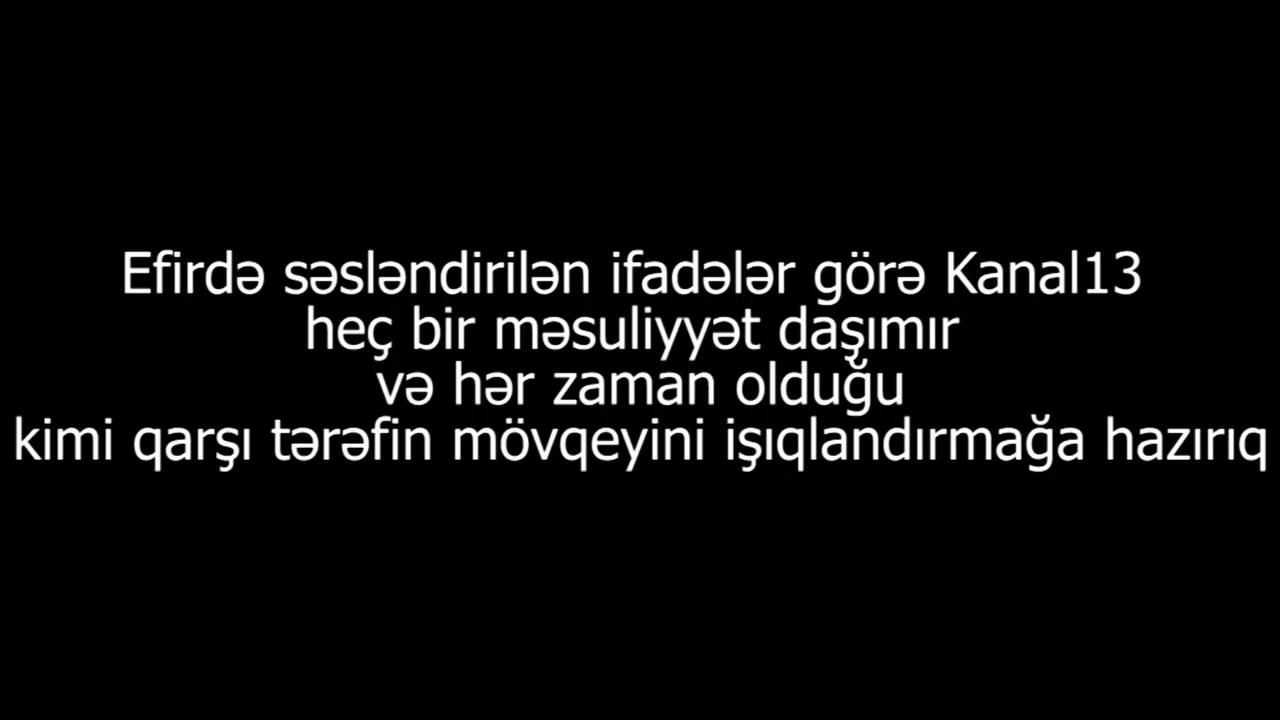 Efirdə səsləndirilən ifadələr görə Kanal13
heç bir məsuliyyət daşımır
və hər zaman olduğu
kimi qarşı tərəfin mövqeyini işıqlandırmağa hazırıq